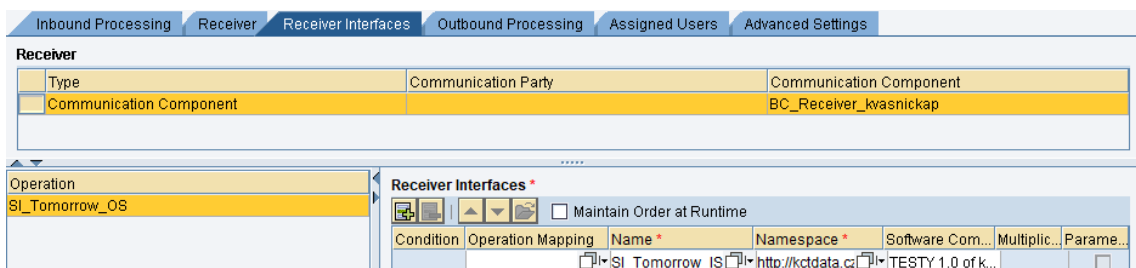 Inbound Processing Receiver Receiver Interfaces Outbound Processing Assigned Users Advanced Settings
Receiver
Type Communication Party Communication Component
Communication Component BC_Receiver_kvasnickap
Operation
SI_Tomorrow_OS
Receiver Interfaces *
Maintain Order at Runtime
Condition Operation Mapping Name * Namespace * Software Com... Multiplic... Parame...
SI_Tomorrow_IS http://kctdata.cz TESTY 1.0 of k...